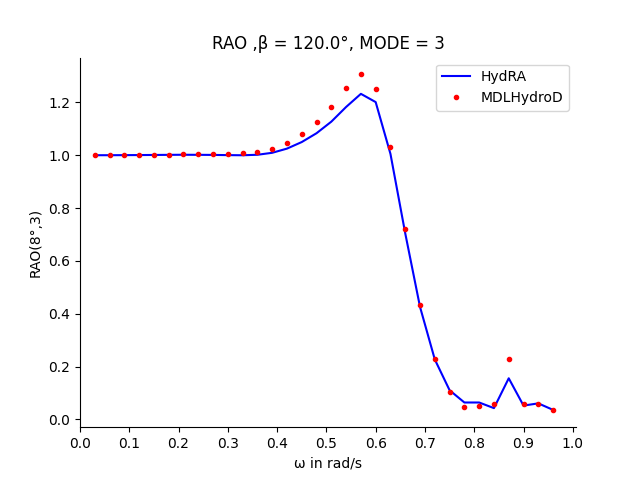 RAO ,β = 120.0°, MODE = 3
HydRA
MDLHydroD
RAO(8°,3)
1.2
1.0
0.8
0.6
0.4
0.2
0.0
0.0 0.1 0.2 0.3 0.4 0.5 0.6 0.7 0.8 0.9 1.0
ω in rad/s